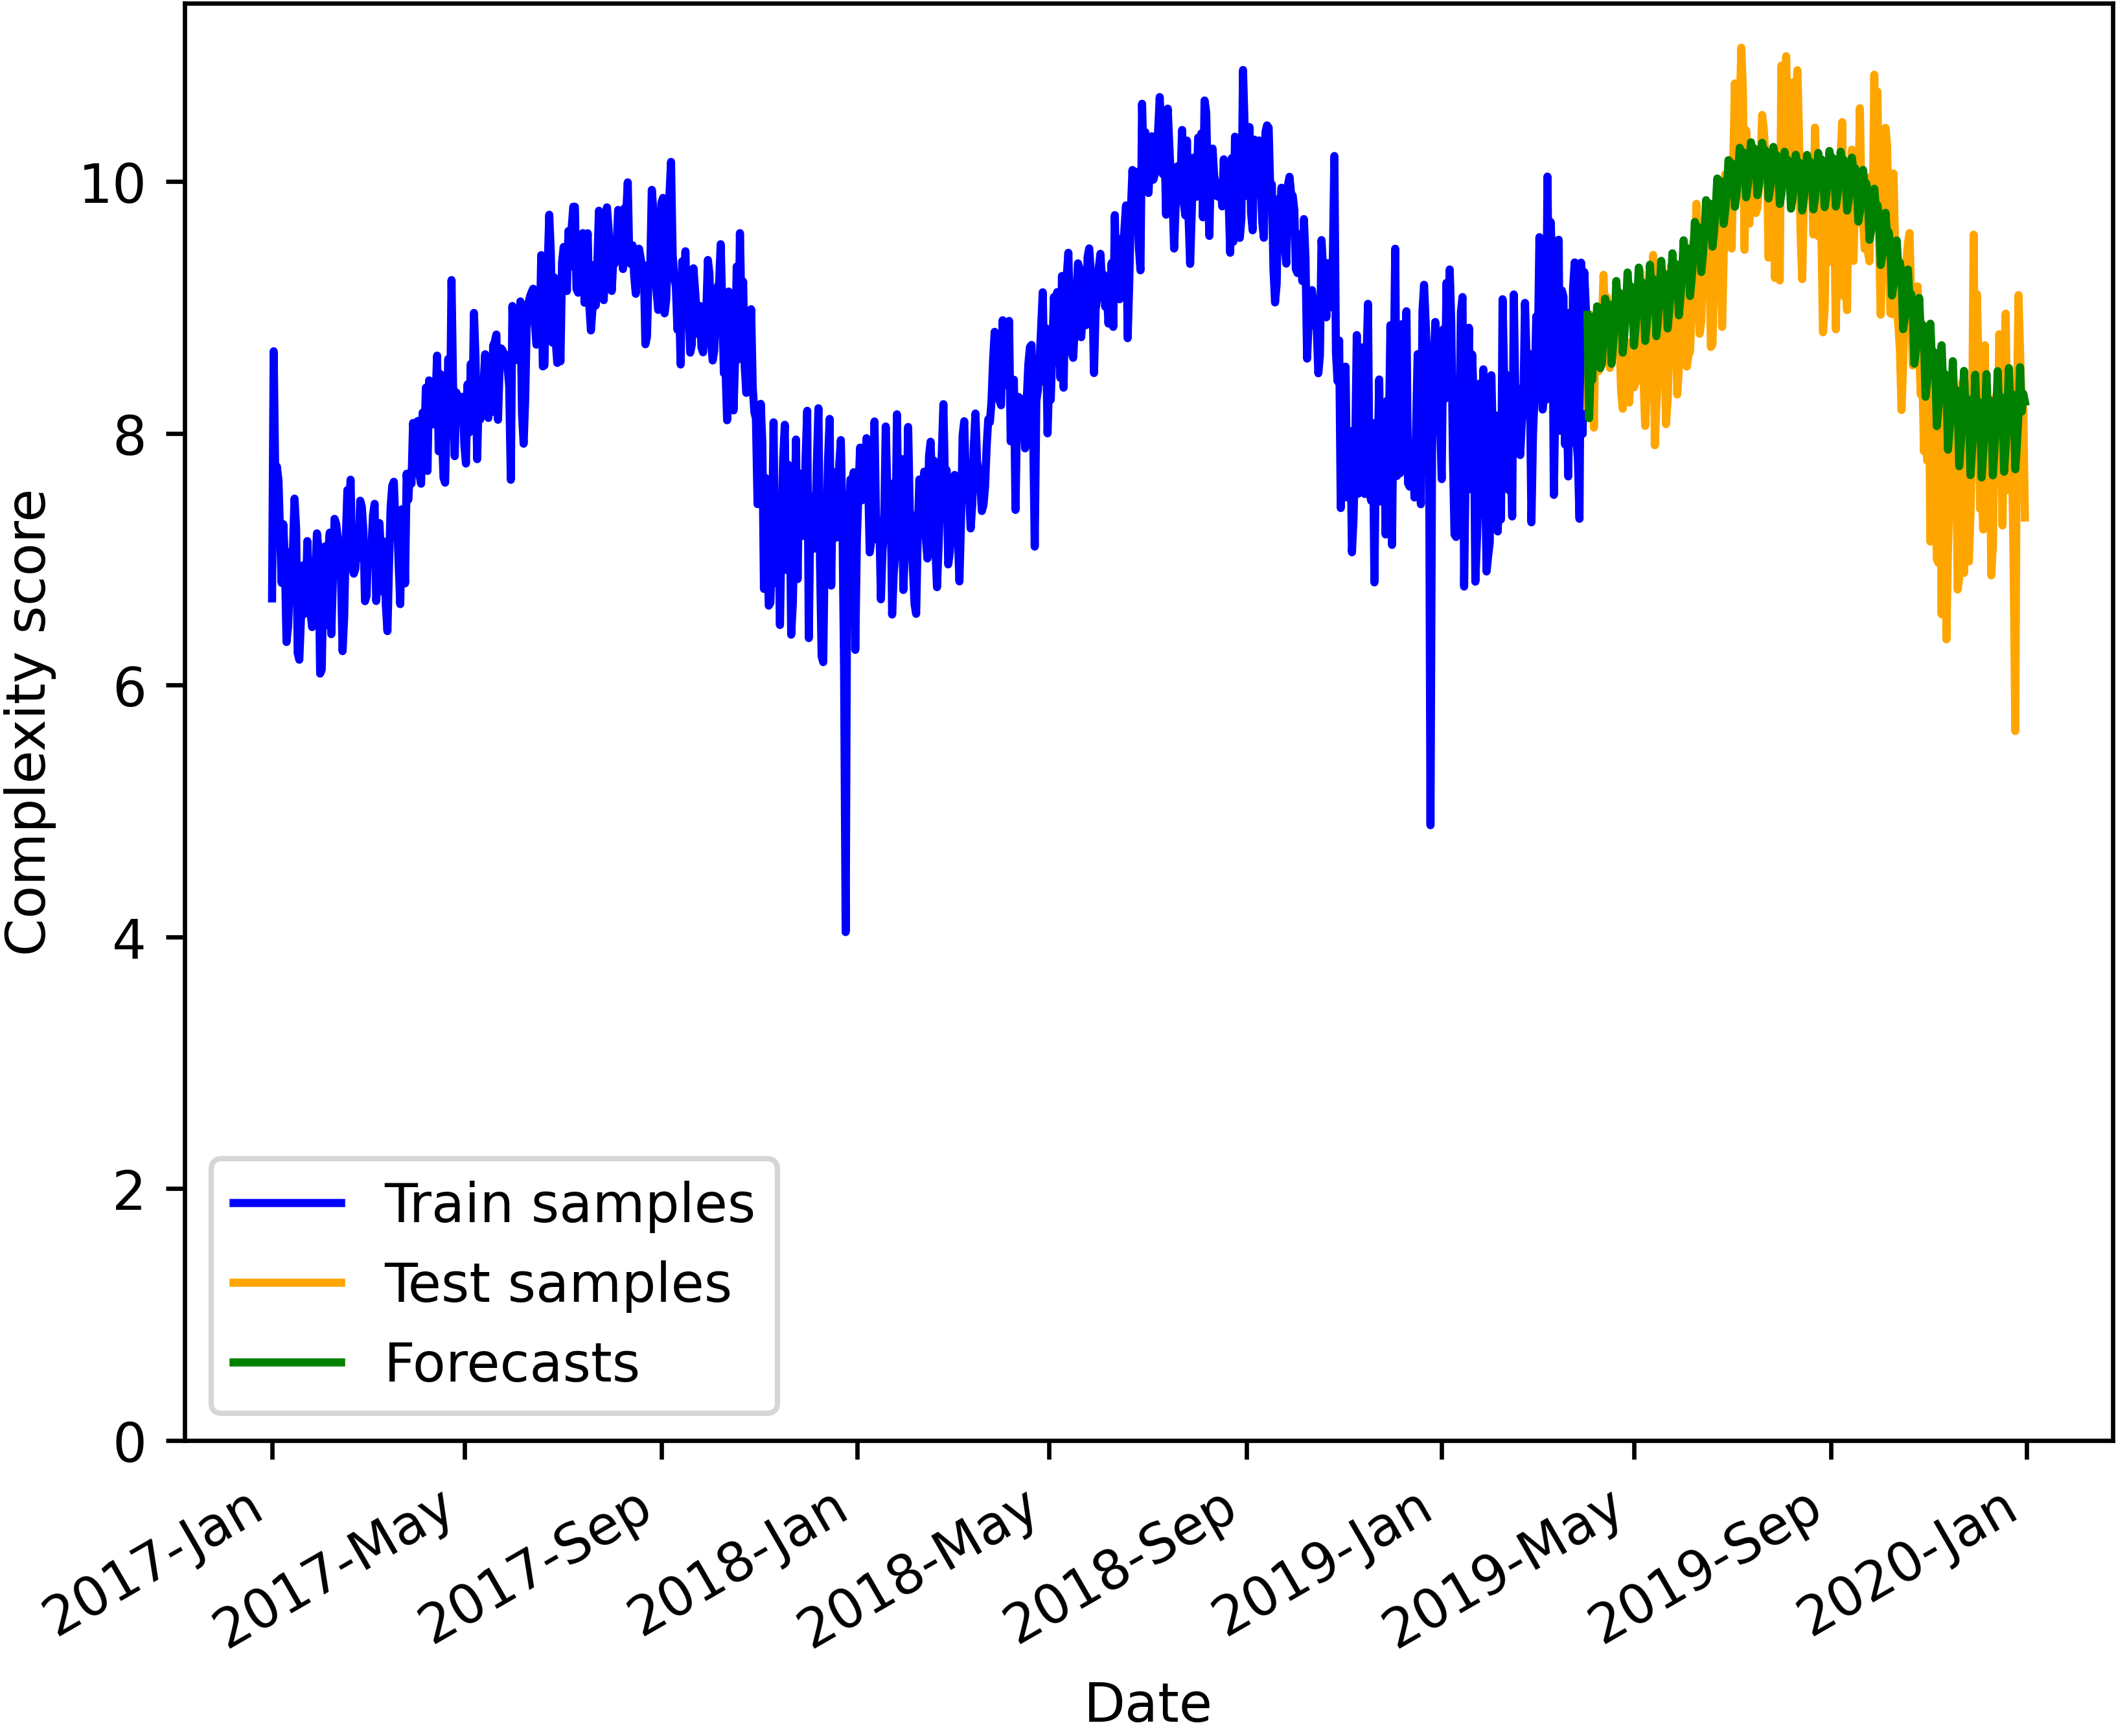 Complexity score
10
8
6
4
2
0
Train samples
Test samples
Forecasts
2017-Jan
2017-May
2017-Sep
2018-Jan
2018-May
2018-Sep
2019-Jan
2019-May
2019-Sep
2020-Jan
Date